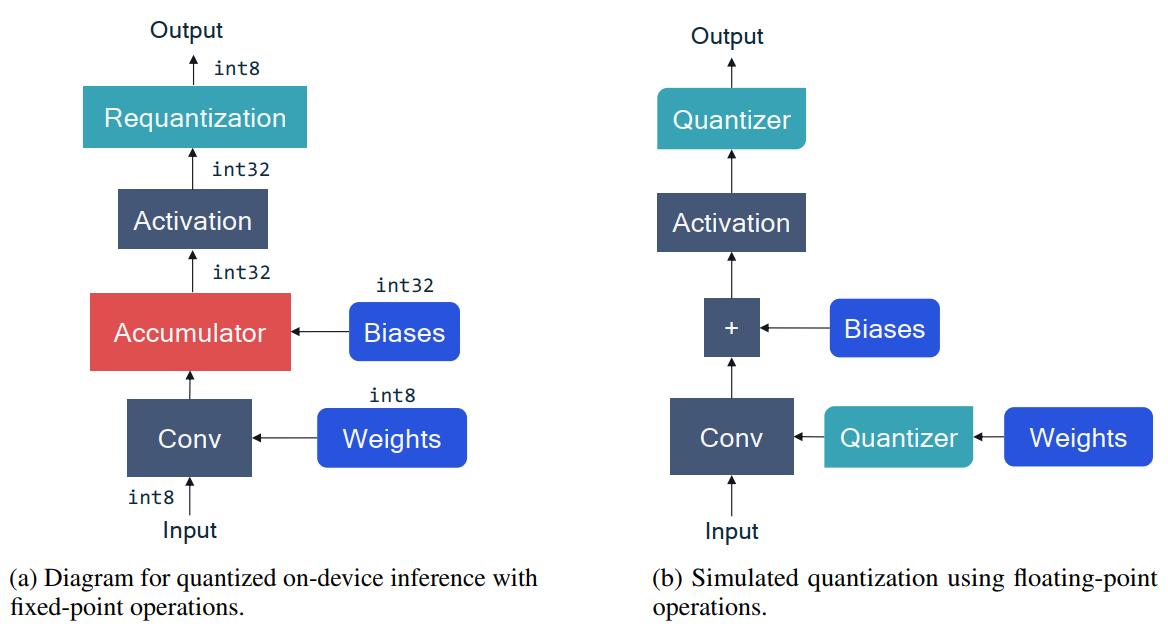 Output
int8
Requantization
int32
Activation
int32
int32
Accumulator
Biases
int8
Conv
Weights
int8
Input
(a) Diagram for quantized on-device inference with
fixed-point operations.
Output
Quantizer
Activation
+
Biases
Conv
Quantizer
Weights
Input
(b) Simulated quantization using floating-point
operations.